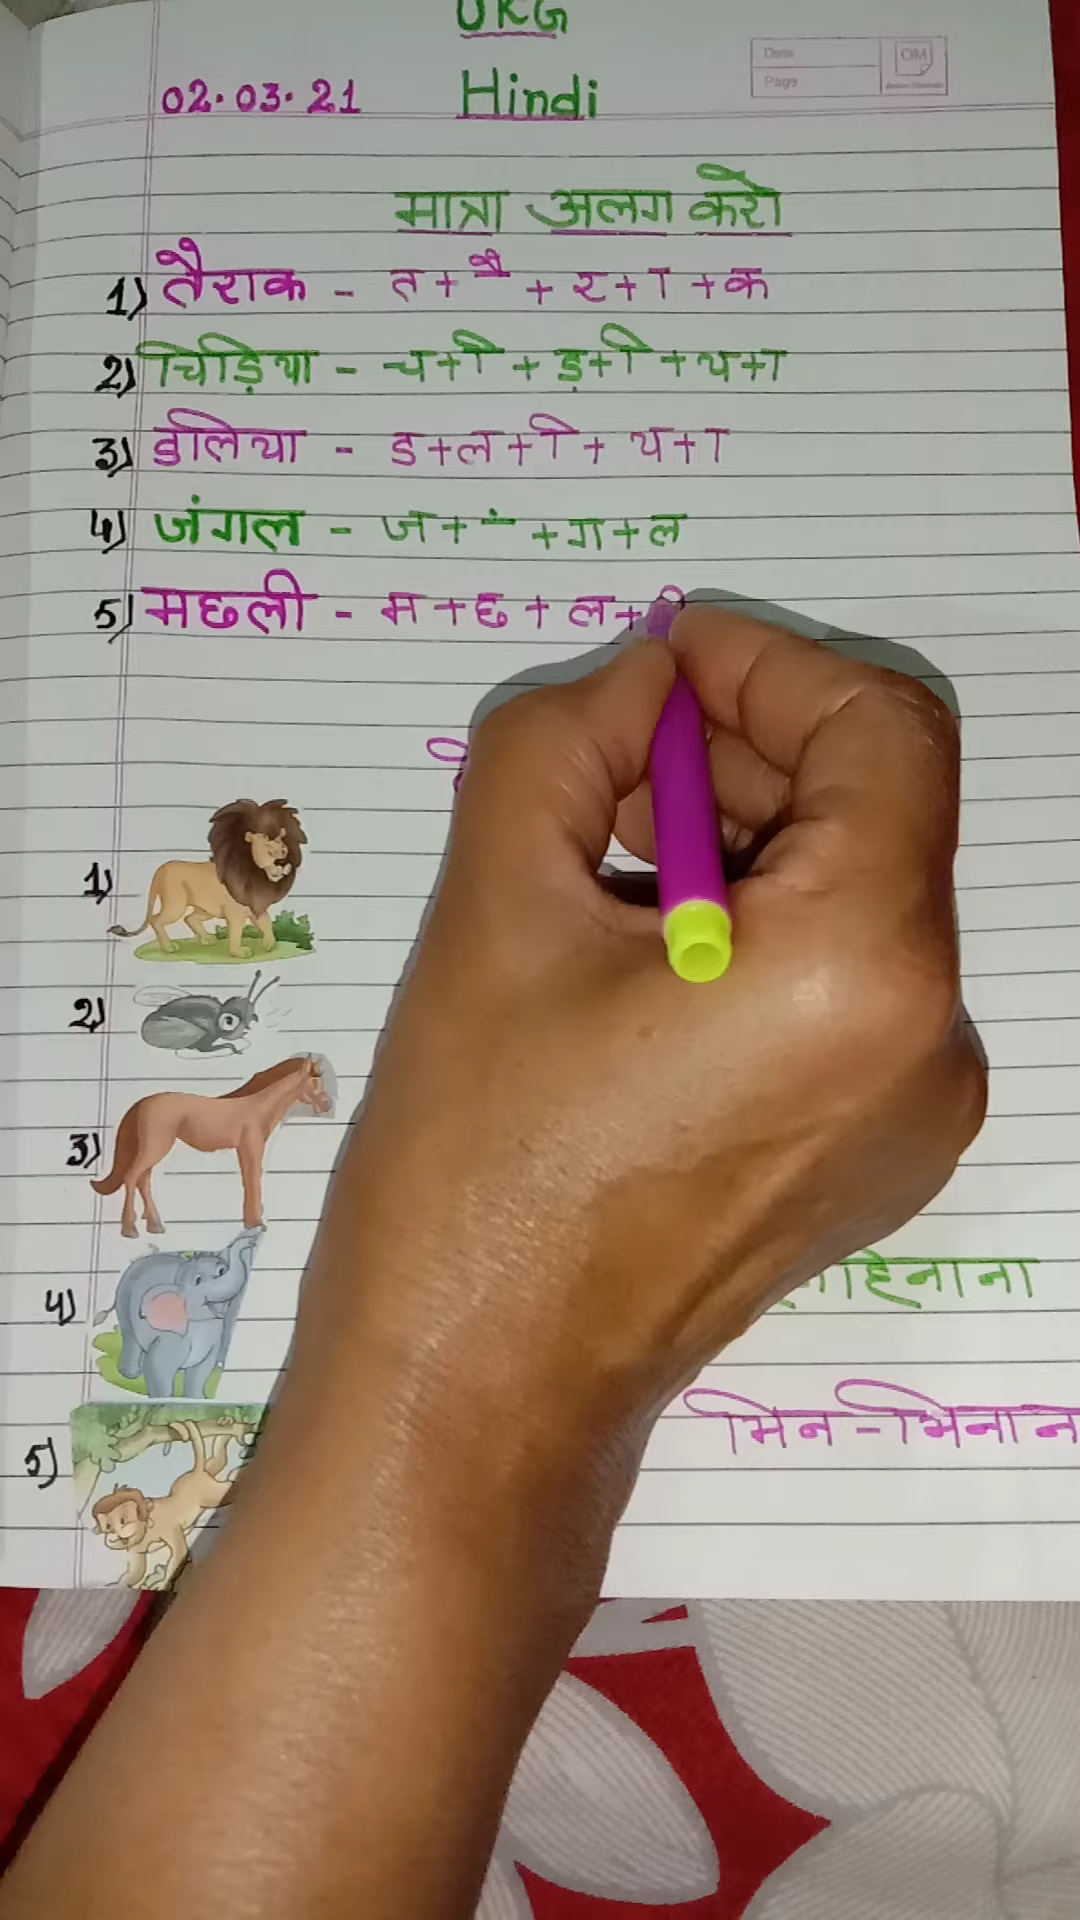 UKG
02.03.21 Hindi
Date
Page
OM
मात्रा अलग करो
1) तैराक - त + ै + र + ा + क
2) चिड़िया - च + ि + ड़ + ि + य + ा
3) डलिया - ड + ल + ि + य + ा
4) जंगल - ज + ं + ग + ल
5) मछली - म + छ + ल +
1)
2)
3)
4)
5)
भिन - भिनान